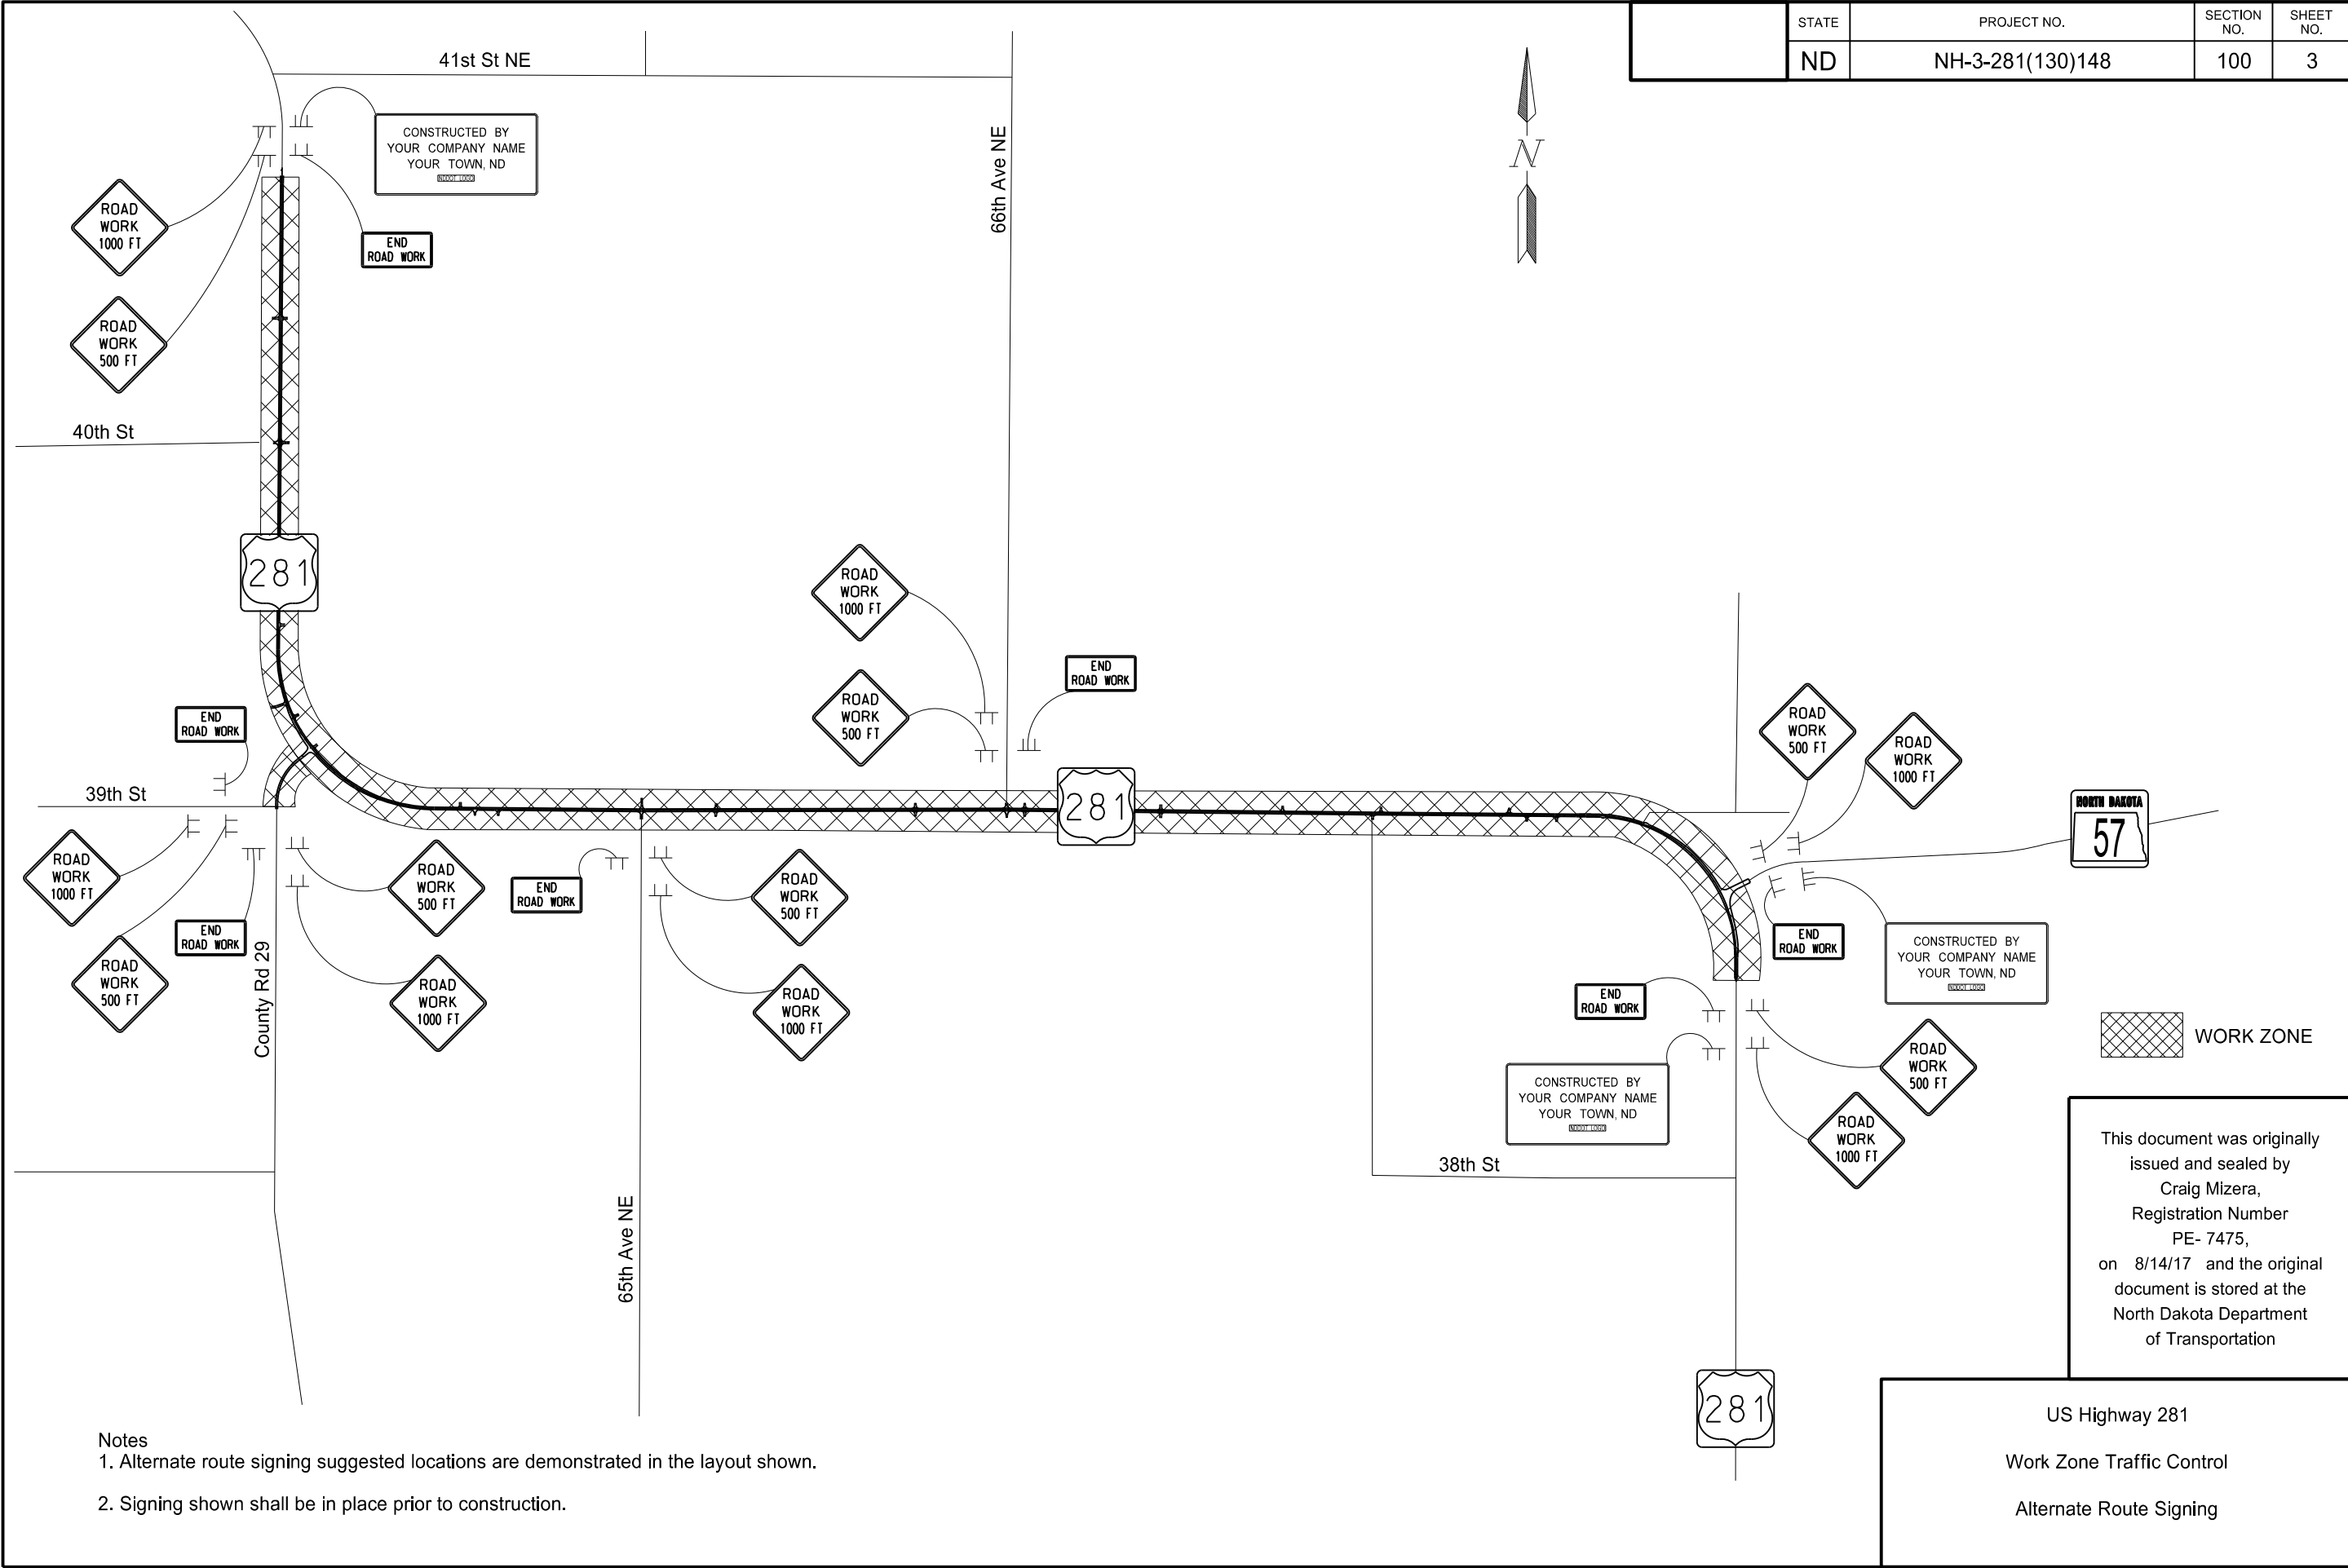 STATE
PROJECT NO.
SECTION
NO.
SHEET
NO.
ND
NH-3-281(130)148
100
3
41st St NE
CONSTRUCTED BY
YOUR COMPANY NAME
YOUR TOWN, ND
NDDOT LOGO
66th Ave NE
N
ROAD
WORK
1000 FT
END
ROAD WORK
ROAD
WORK
500 FT
40th St
281
ROAD
WORK
1000 FT
END
ROAD WORK
ROAD
WORK
500 FT
END
ROAD WORK
39th St
281
ROAD
WORK
500 FT
ROAD
WORK
1000 FT
NORTH DAKOTA
57
ROAD
WORK
1000 FT
ROAD
WORK
500 FT
END
ROAD WORK
County Rd 29
ROAD
WORK
500 FT
ROAD
WORK
1000 FT
END
ROAD WORK
ROAD
WORK
500 FT
ROAD
WORK
1000 FT
65th Ave NE
END
ROAD WORK
CONSTRUCTED BY
YOUR COMPANY NAME
YOUR TOWN, ND
NDDOT LOGO
END
ROAD WORK
CONSTRUCTED BY
YOUR COMPANY NAME
YOUR TOWN, ND
NDDOT LOGO
ROAD
WORK
500 FT
ROAD
WORK
1000 FT
38th St
281
WORK ZONE
This document was originally
issued and sealed by
Craig Mizera,
Registration Number
PE- 7475,
on 8/14/17 and the original
document is stored at the
North Dakota Department
of Transportation
Notes
1. Alternate route signing suggested locations are demonstrated in the layout shown.
2. Signing shown shall be in place prior to construction.
US Highway 281
Work Zone Traffic Control
Alternate Route Signing